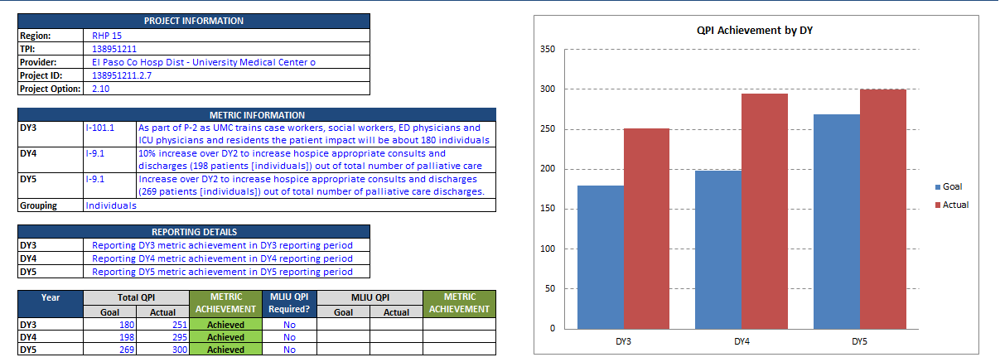 PROJECT INFORMATION
Region: RHP 15
TPI: 138951211
Provider: El Paso Co Hosp Dist - University Medical Center o
Project ID: 138951211.2.7
Project Option: 2.10
METRIC INFORMATION
DY3 I-101.1 As part of P-2 as UMC trains case workers, social workers, ED physicians and
ICU physicians and residents the patient impact will be about 180 individuals
DY4 I-9.1 10% increase over DY2 to increase hospice appropriate consults and
discharges (198 patients [individuals]) out of total number of palliative care
DY5 I-9.1 Increase over DY2 to increase hospice appropriate consults and discharges
(269 patients [individuals]) out of total number of palliative care discharges.
Grouping Individuals
REPORTING DETAILS
DY3 Reporting DY3 metric achievement in DY3 reporting period
DY4 Reporting DY4 metric achievement in DY4 reporting period
DY5 Reporting DY5 metric achievement in DY5 reporting period
Year Total QPI METRIC ACHIEVEMENT MLIU QPI Required? MLIU QPI METRIC ACHIEVEMENT
Goal Actual Goal Actual
DY3 180 251 Achieved No
DY4 198 295 Achieved No
DY5 269 300 Achieved No
QPI Achievement by DY
350
300
250
200
150
100
50
0
DY3 DY4 DY5
Goal
Actual